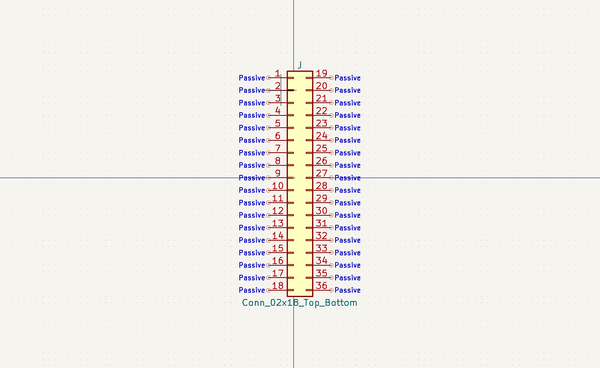 J
Passive 1 19 Passive
Passive 2 20 Passive
Passive 3 21 Passive
Passive 4 22 Passive
Passive 5 23 Passive
Passive 6 24 Passive
Passive 7 25 Passive
Passive 8 26 Passive
Passive 9 27 Passive
Passive 10 28 Passive
Passive 11 29 Passive
Passive 12 30 Passive
Passive 13 31 Passive
Passive 14 32 Passive
Passive 15 33 Passive
Passive 16 34 Passive
Passive 17 35 Passive
Passive 18 36 Passive
Conn_02x18_Top_Bottom